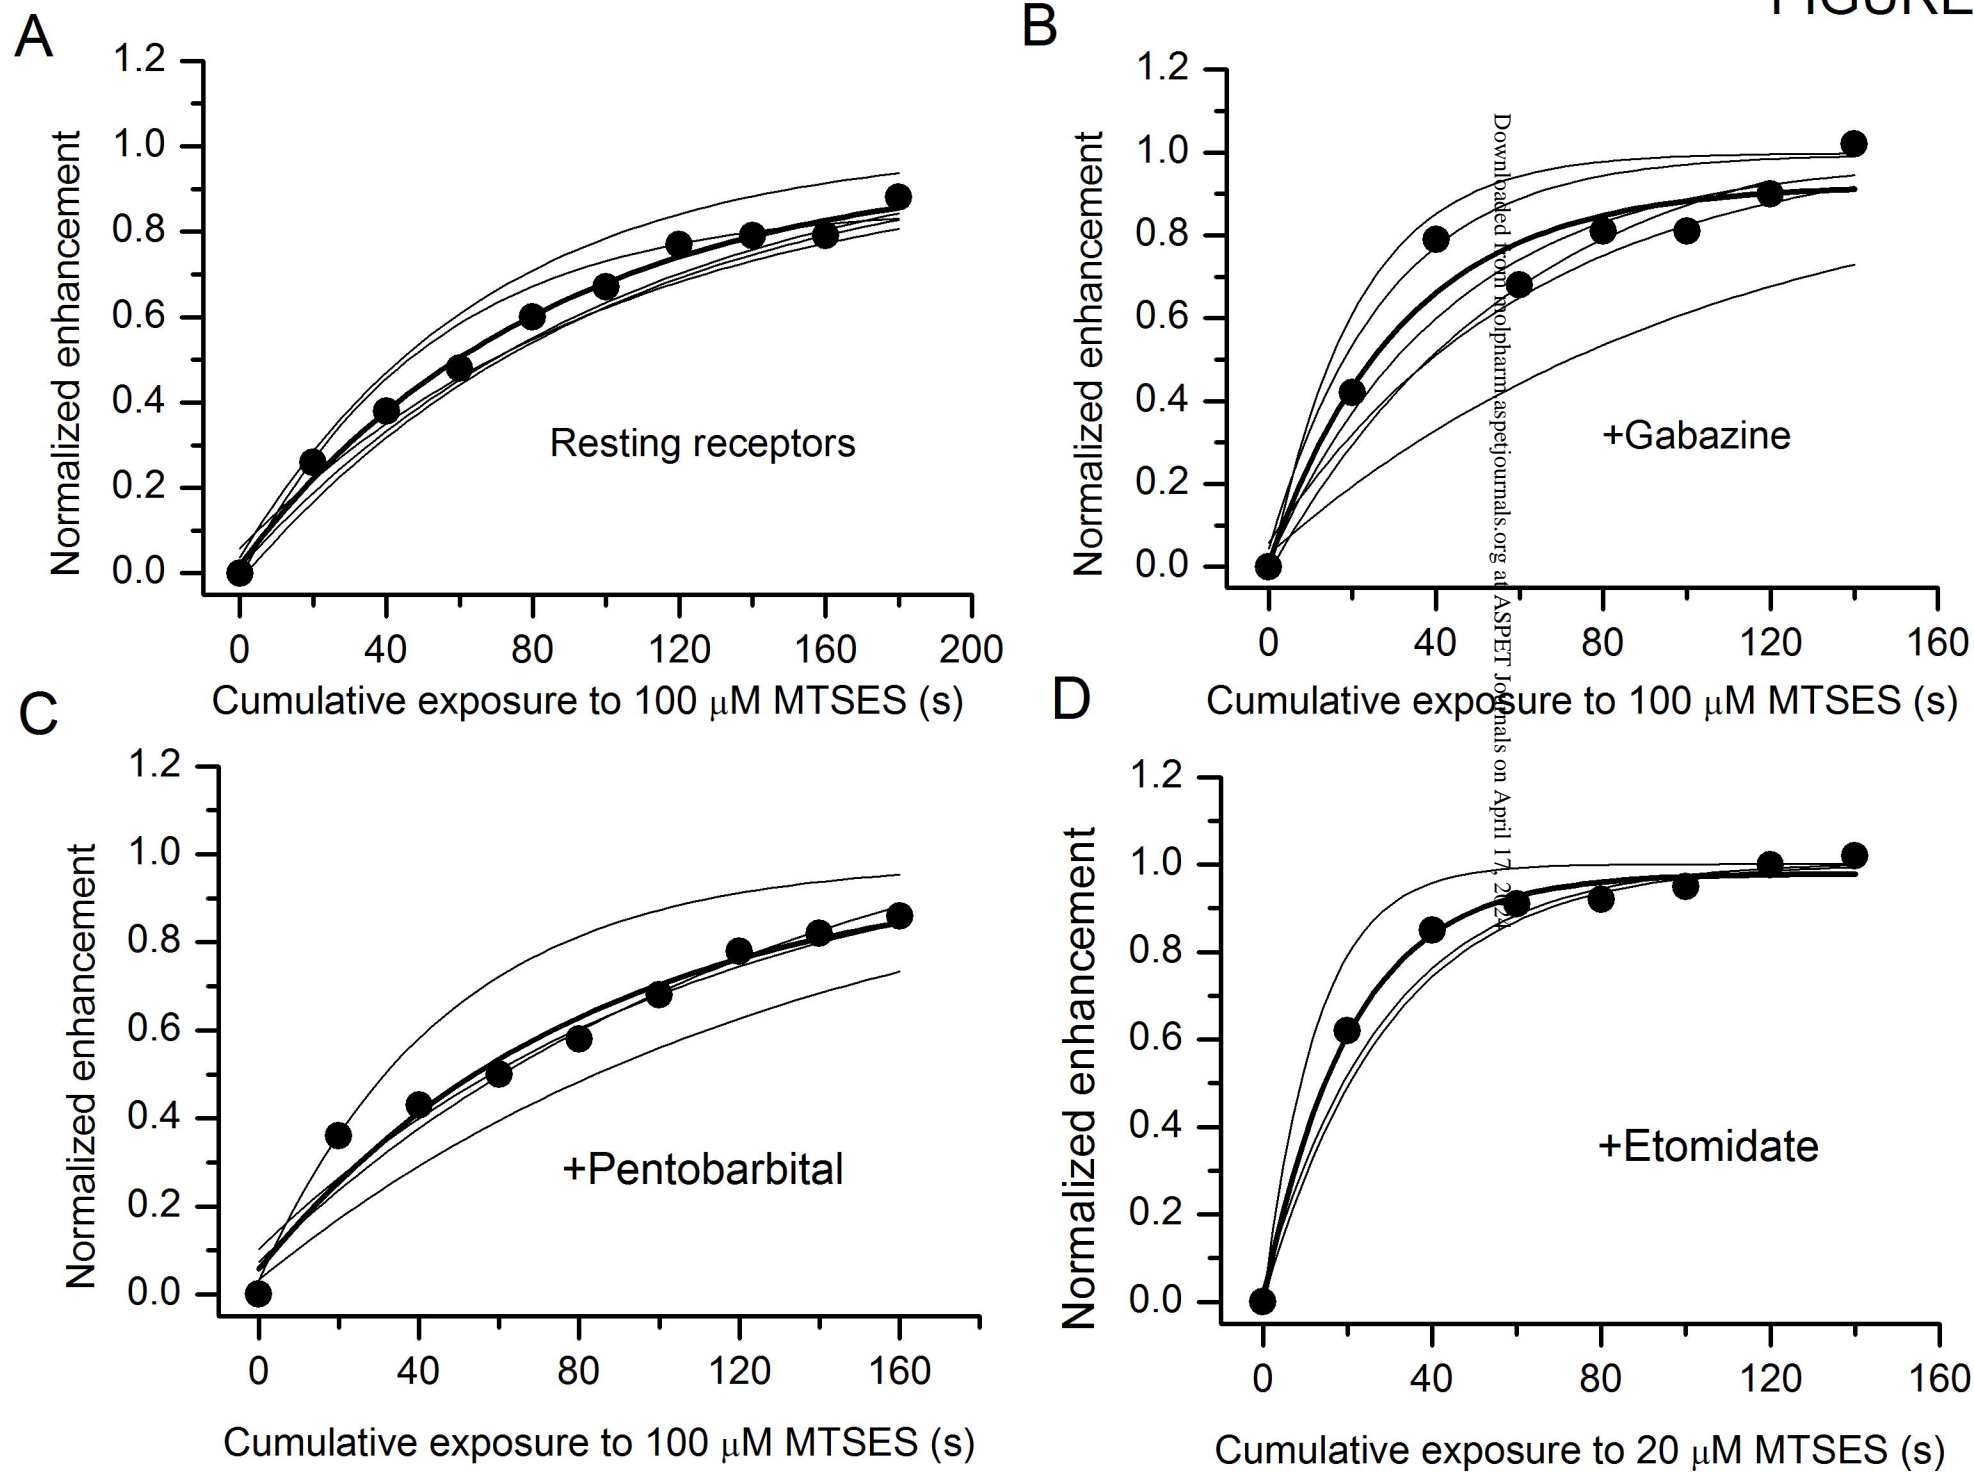 FIGURE
A
1.2
1.0
0.8
0.6
0.4
0.2
0.0
Normalized enhancement
Resting receptors
0 40 80 120 160 200
Cumulative exposure to 100 μM MTSES (s)
B
1.2
1.0
0.8
0.6
0.4
0.2
0.0
Normalized enhancement
+Gabazine
0 40 80 120 160
Cumulative exposure to 100 μM MTSES (s)
Downloaded from molpharm.aspetjournals.org at ASPET Journals on April 17, 2024
C
1.2
1.0
0.8
0.6
0.4
0.2
0.0
Normalized enhancement
+Pentobarbital
0 40 80 120 160
Cumulative exposure to 100 μM MTSES (s)
D
1.2
1.0
0.8
0.6
0.4
0.2
0.0
Normalized enhancement
+Etomidate
0 40 80 120 160
Cumulative exposure to 20 μM MTSES (s)